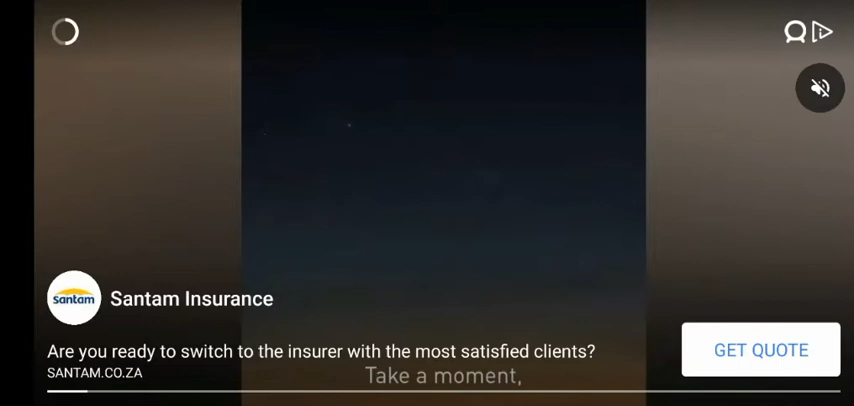 santam
Santam Insurance
Are you ready to switch to the insurer with the most satisfied clients?
SANTAM.CO.ZA
GET QUOTE
Take a moment,